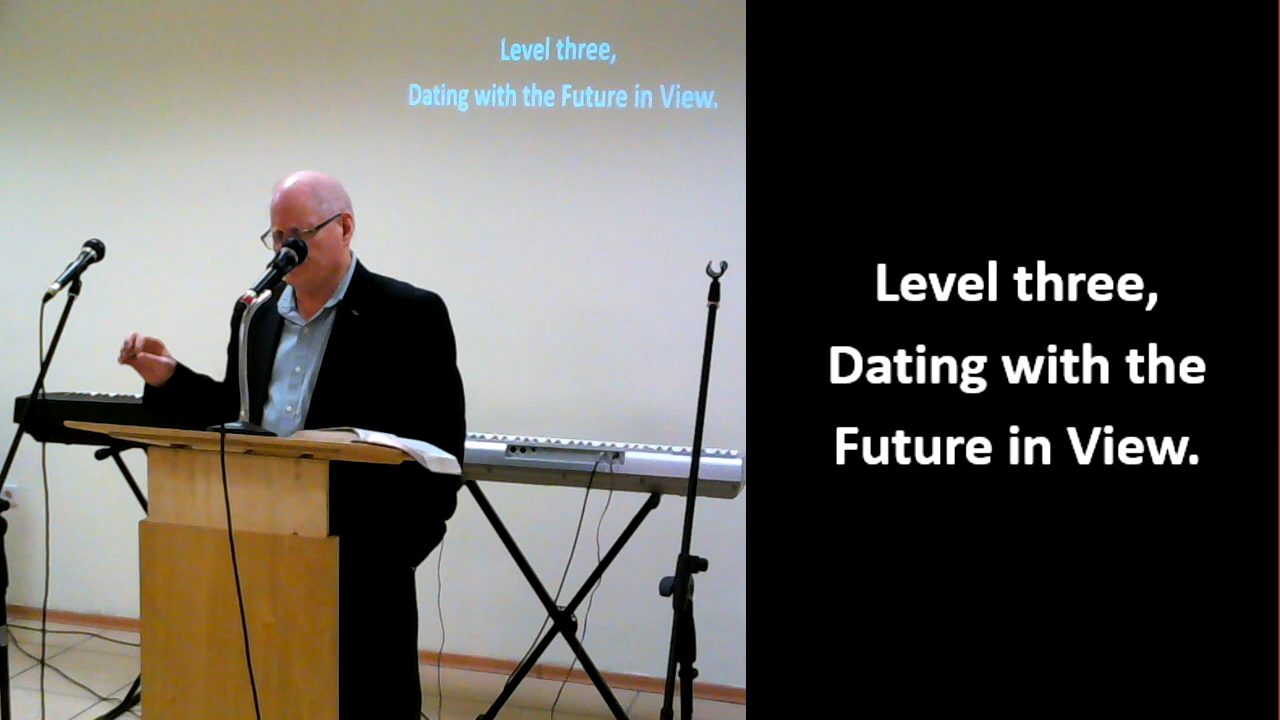 Level three,
Dating with the Future in View.
Level three,
Dating with the
Future in View.